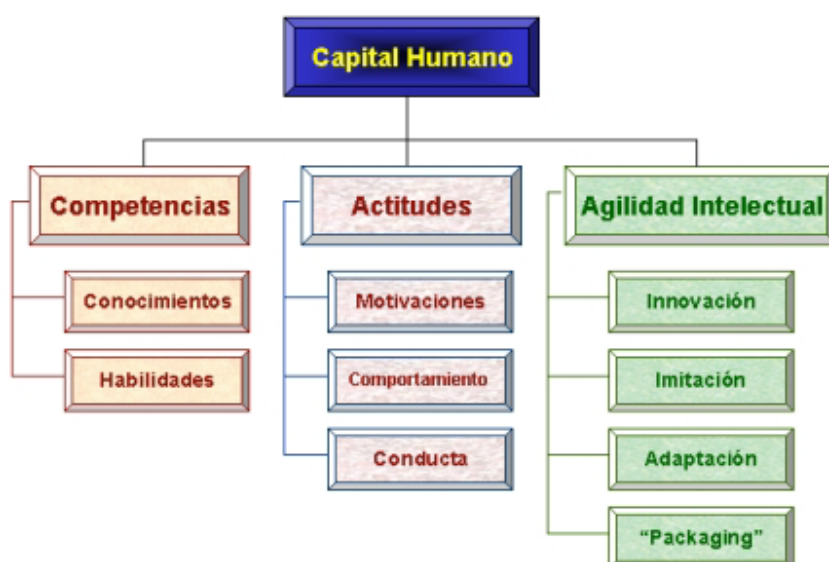 Capital Humano
Competencias
Actitudes
Agilidad Intelectual
Conocimientos
Motivaciones
Innovación
Habilidades
Comportamiento
Imitación
Conducta
Adaptación
“Packaging”